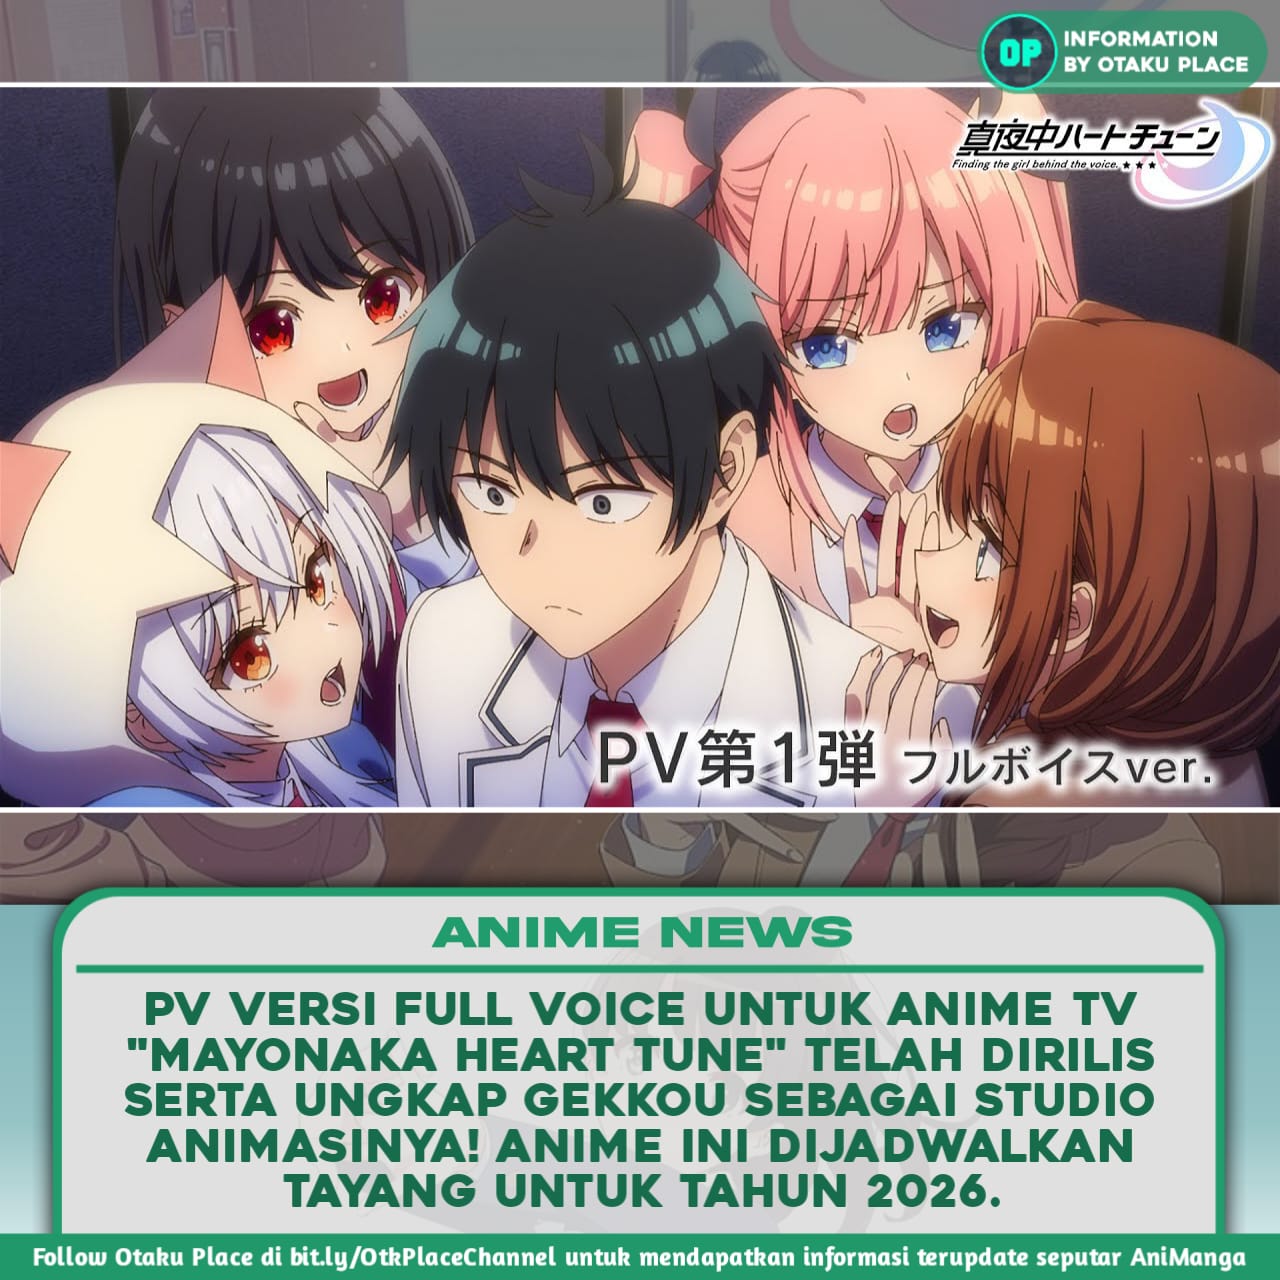 OP
INFORMATION
BY OTAKU PLACE
真夜中ハートチューン
Finding the girl behind the voice.
PV第1弾 フルボイスver.
ANIME NEWS
PV VERSI FULL VOICE UNTUK ANIME TV
"MAYONAKA HEART TUNE" TELAH DIRILIS
SERTA UNGKAP GEKKOU SEBAGAI STUDIO
ANIMASINYA! ANIME INI DIJADWALKAN
TAYANG UNTUK TAHUN 2026.
Follow Otaku Place di bit.ly/OtkPlaceChannel untuk mendapatkan informasi terupdate seputar AniManga